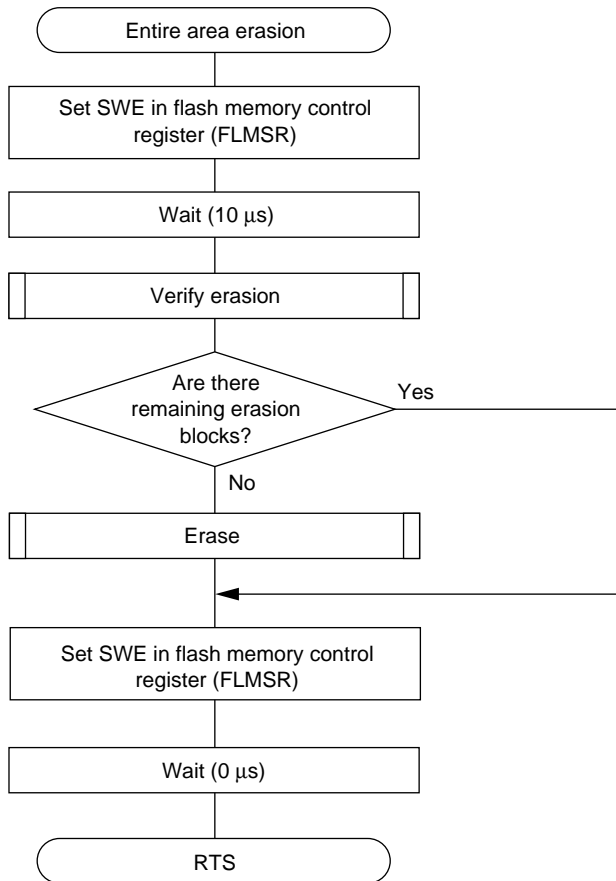 Entire area erasion
Set SWE in flash memory control
register (FLMSR)
Wait (10 μs)
Verify erasion
Are there
remaining erasion
blocks?
Yes
No
Erase
Set SWE in flash memory control
register (FLMSR)
Wait (0 μs)
RTS